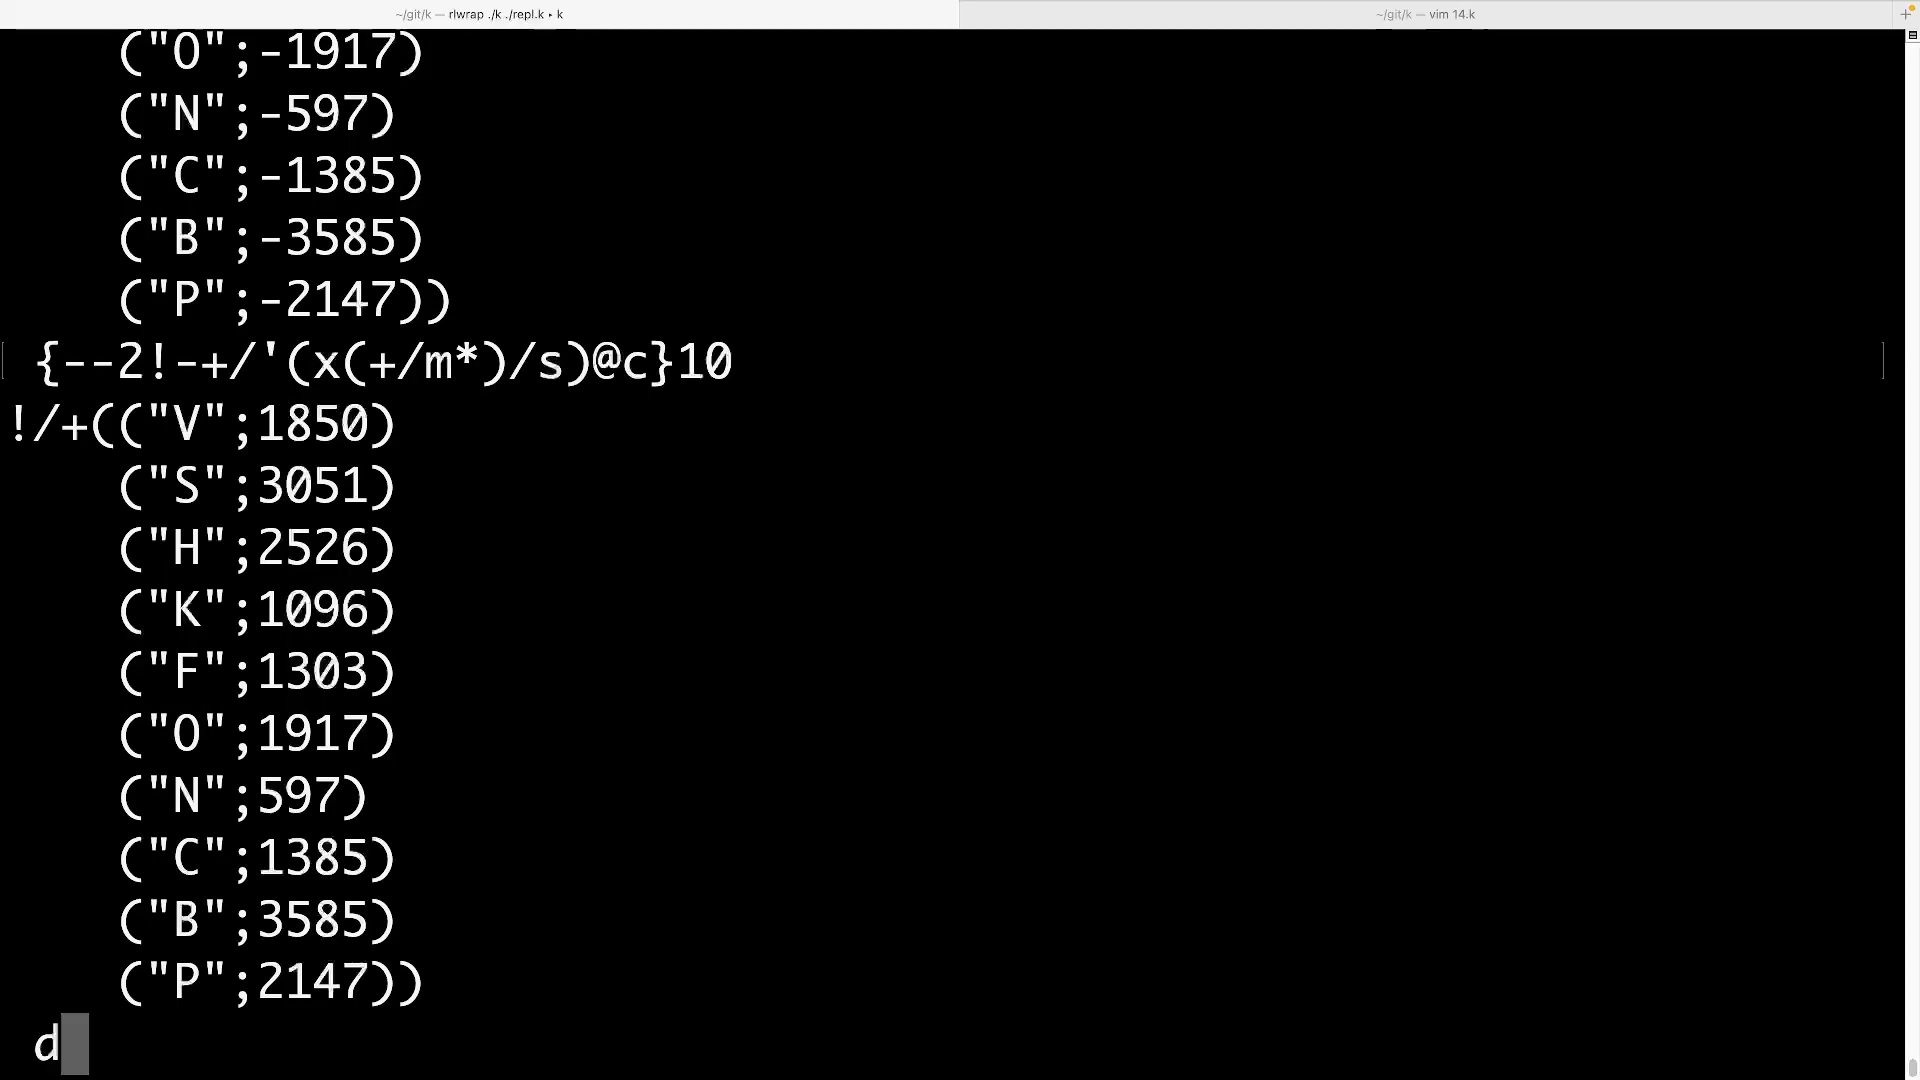 ~/git/k — rlwrap ./k ./repl.k ▸ k
~/git/k — vim 14.k
("O";-1917)
("N";-597)
("C";-1385)
("B";-3585)
("P";-2147))
{--2!-+/'(x(+/m*)/s)@c}10
!/+(("V";1850)
("S";3051)
("H";2526)
("K";1096)
("F";1303)
("O";1917)
("N";597)
("C";1385)
("B";3585)
("P";2147))
d